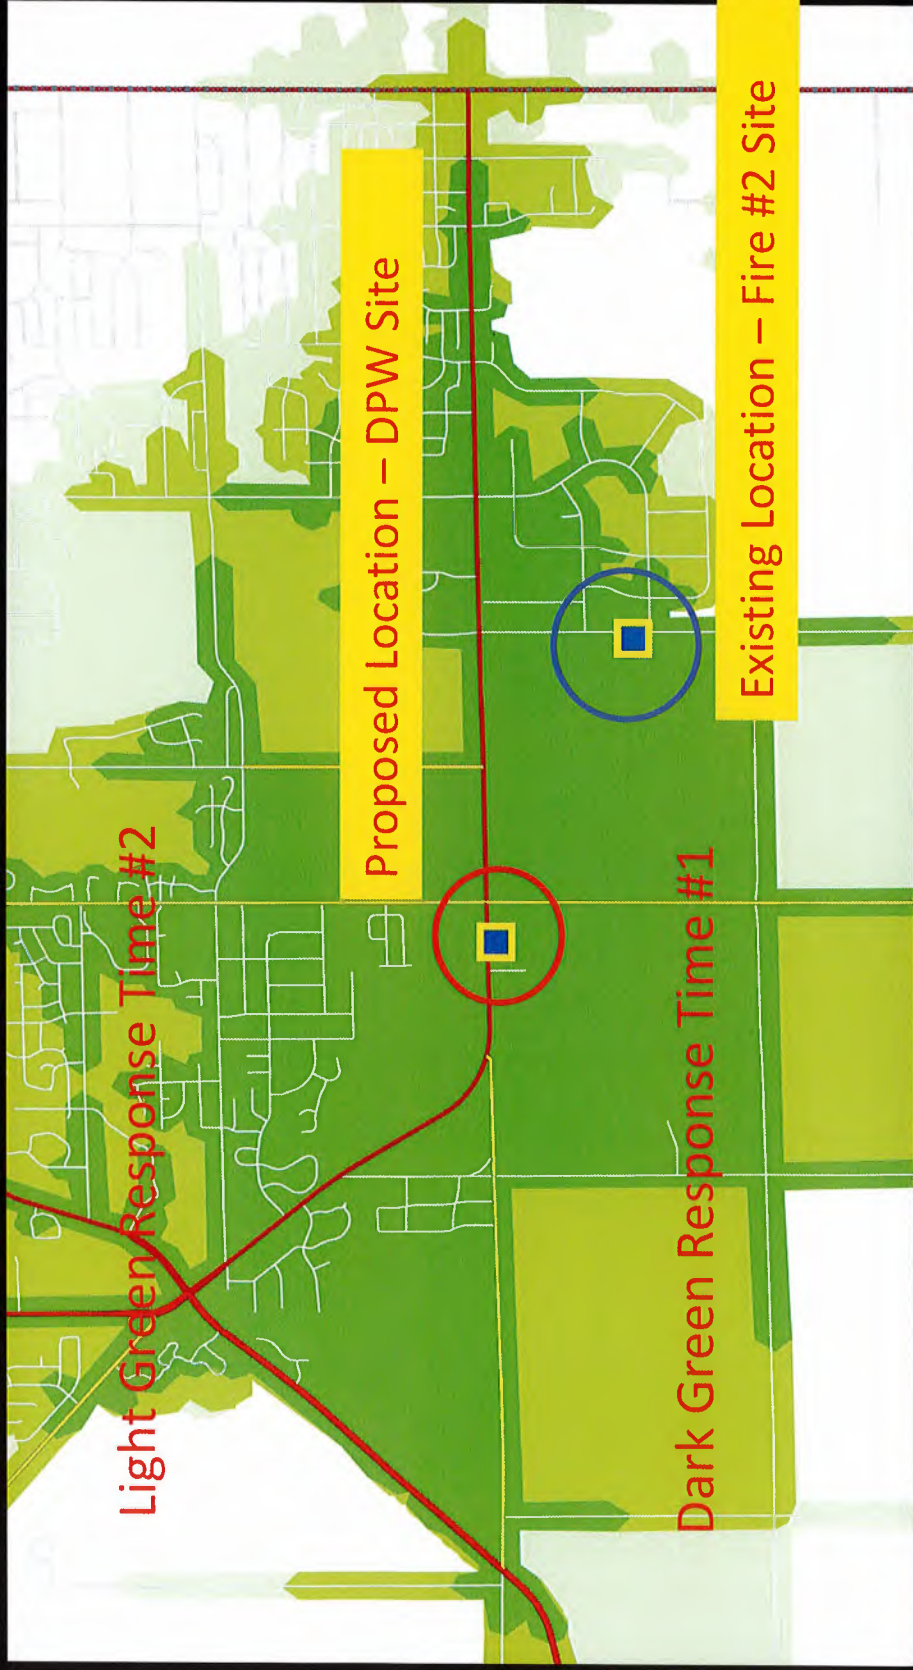 Light Green Response Time #2
Proposed Location – DPW Site
Dark Green Response Time #1
Existing Location – Fire #2 Site